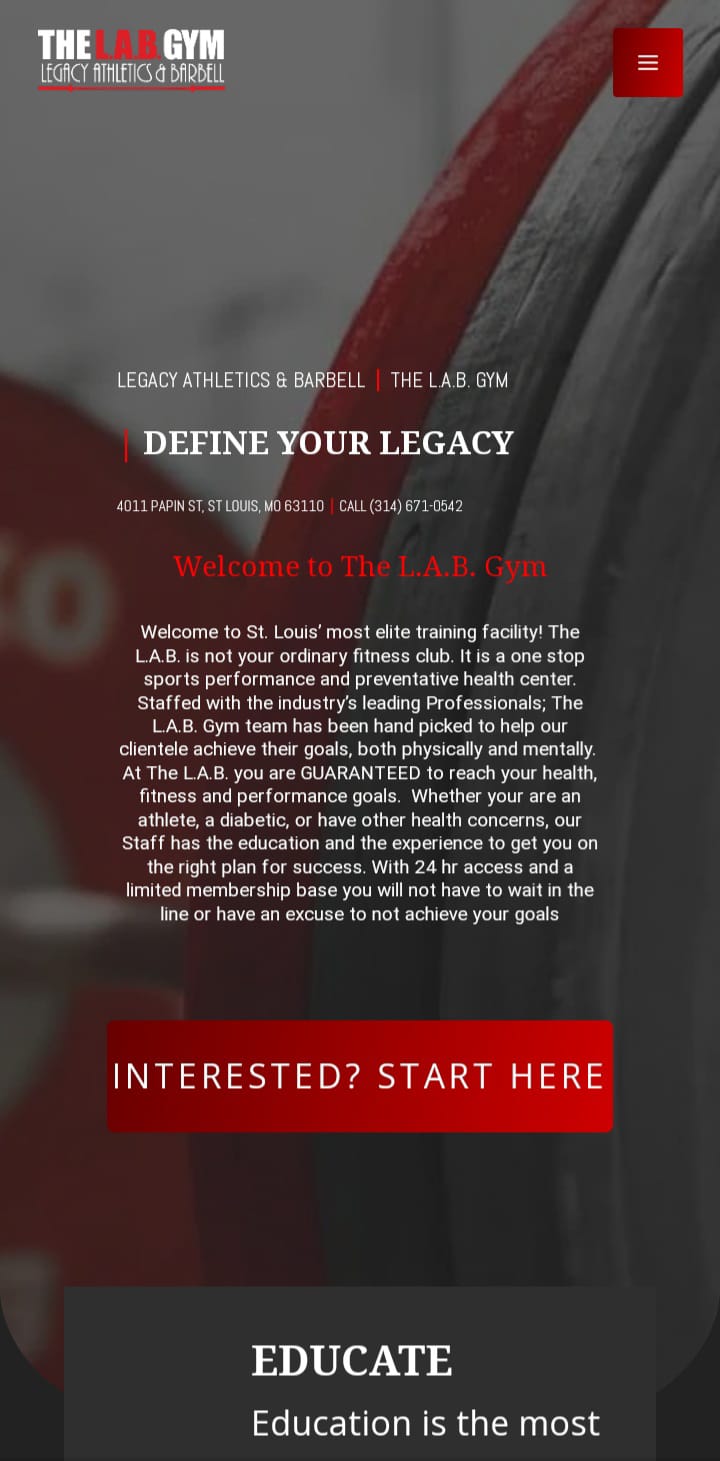 THE L.A.B. GYM
LEGACY ATHLETICS & BARBELL
LEGACY ATHLETICS & BARBELL | THE L.A.B. GYM
| DEFINE YOUR LEGACY
4011 PAPIN ST, ST LOUIS, MO 63110 | CALL (314) 671-0542
Welcome to The L.A.B. Gym
Welcome to St. Louis’ most elite training facility! The
L.A.B. is not your ordinary fitness club. It is a one stop
sports performance and preventative health center.
Staffed with the industry’s leading Professionals; The
L.A.B. Gym team has been hand picked to help our
clientele achieve their goals, both physically and mentally.
At The L.A.B. you are GUARANTEED to reach your health,
fitness and performance goals.  Whether your are an
athlete, a diabetic, or have other health concerns, our
Staff has the education and the experience to get you on
the right plan for success. With 24 hr access and a
limited membership base you will not have to wait in the
line or have an excuse to not achieve your goals
INTERESTED? START HERE
EDUCATE
Education is the most